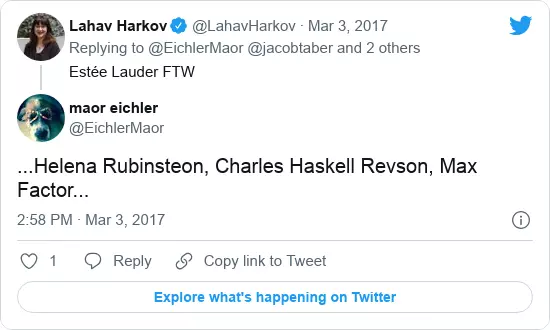 Lahav Harkov @LahavHarkov · Mar 3, 2017
Replying to @EichlerMaor @jacobtaber and 2 others
Estée Lauder FTW
maor eichler
@EichlerMaor
...Helena Rubinsteon, Charles Haskell Revson, Max
Factor...
2:58 PM · Mar 3, 2017
1 Reply Copy link to Tweet
Explore what's happening on Twitter